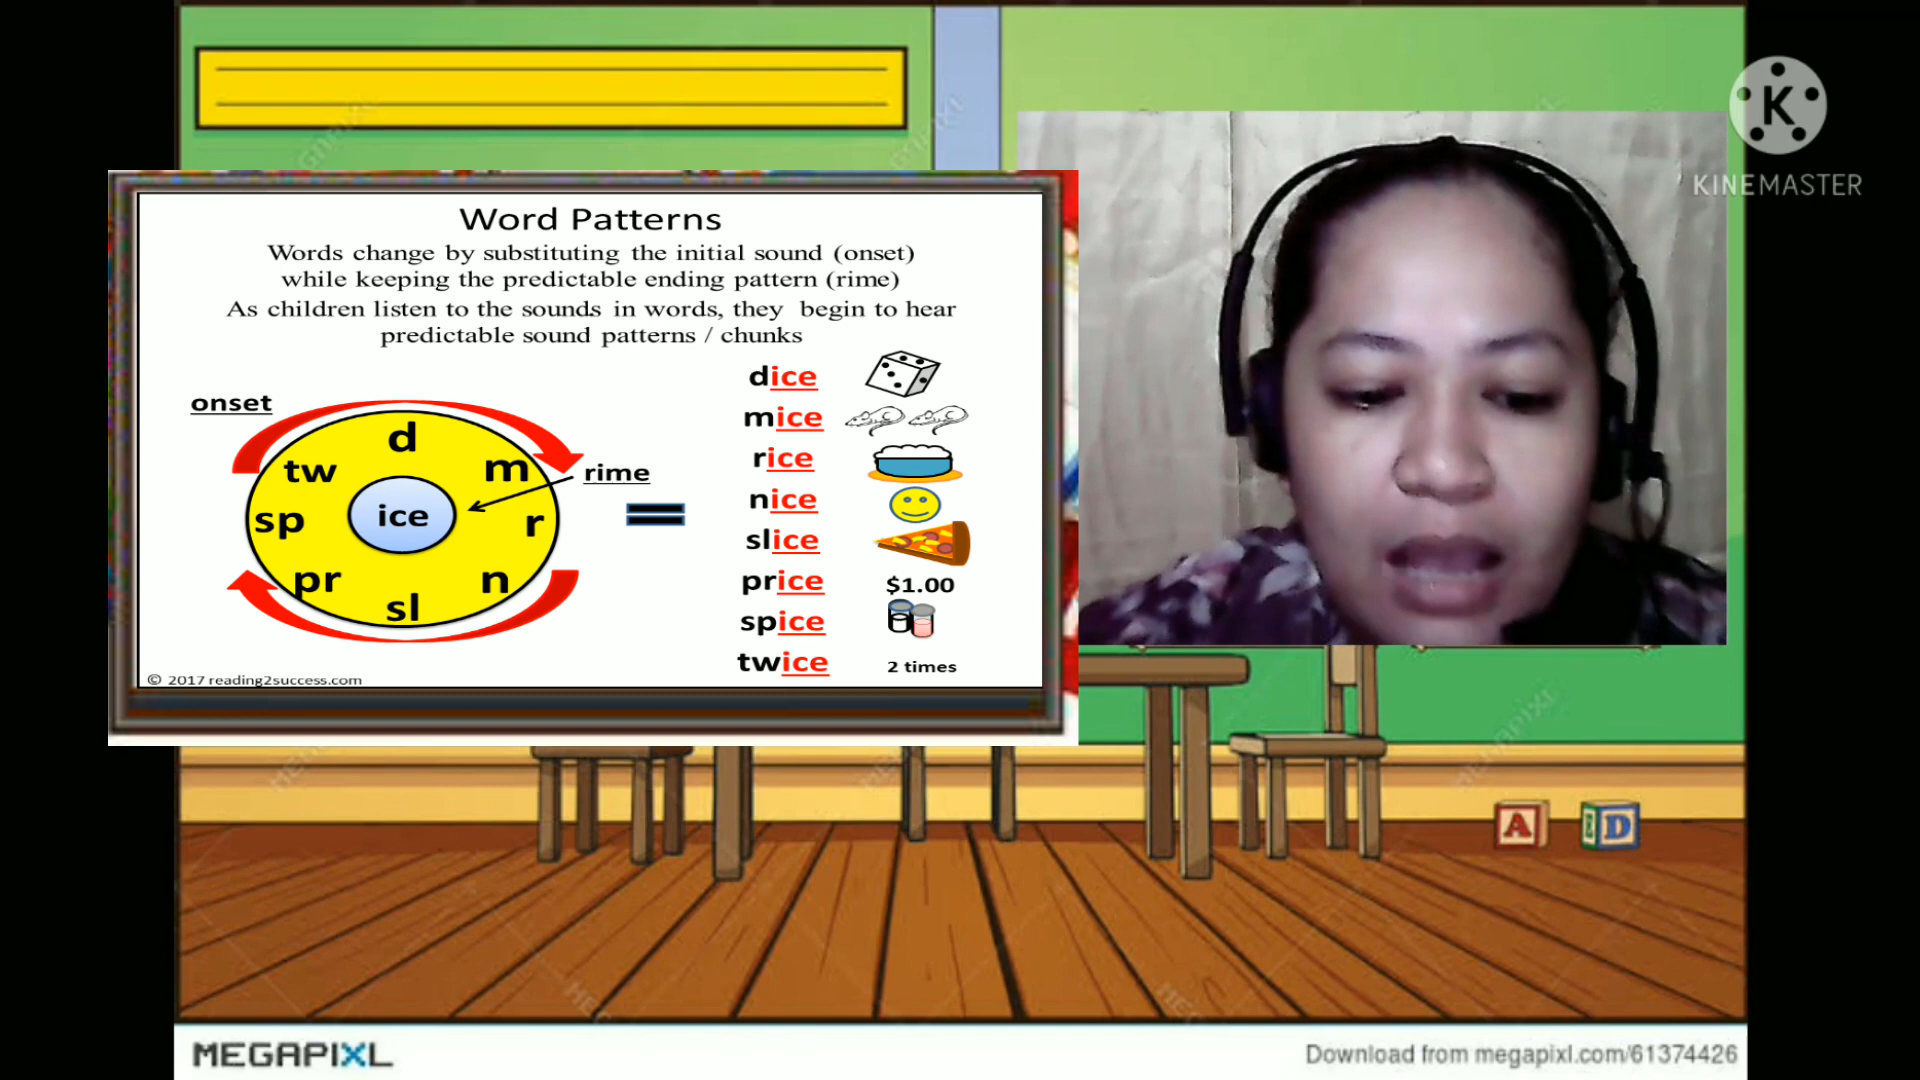 K
KINEMASTER
Word Patterns
Words change by substituting the initial sound (onset)
while keeping the predictable ending pattern (rime)
As children listen to the sounds in words, they begin to hear
predictable sound patterns / chunks
onset
d
tw
m
rime
sp
ice
r
pr
n
sl
dice
mice
rice
nice
slice
price $1.00
spice
twice 2 times
© 2017 reading2success.com
A
D
MEGAPIXL
Download from megapixl.com/61374426